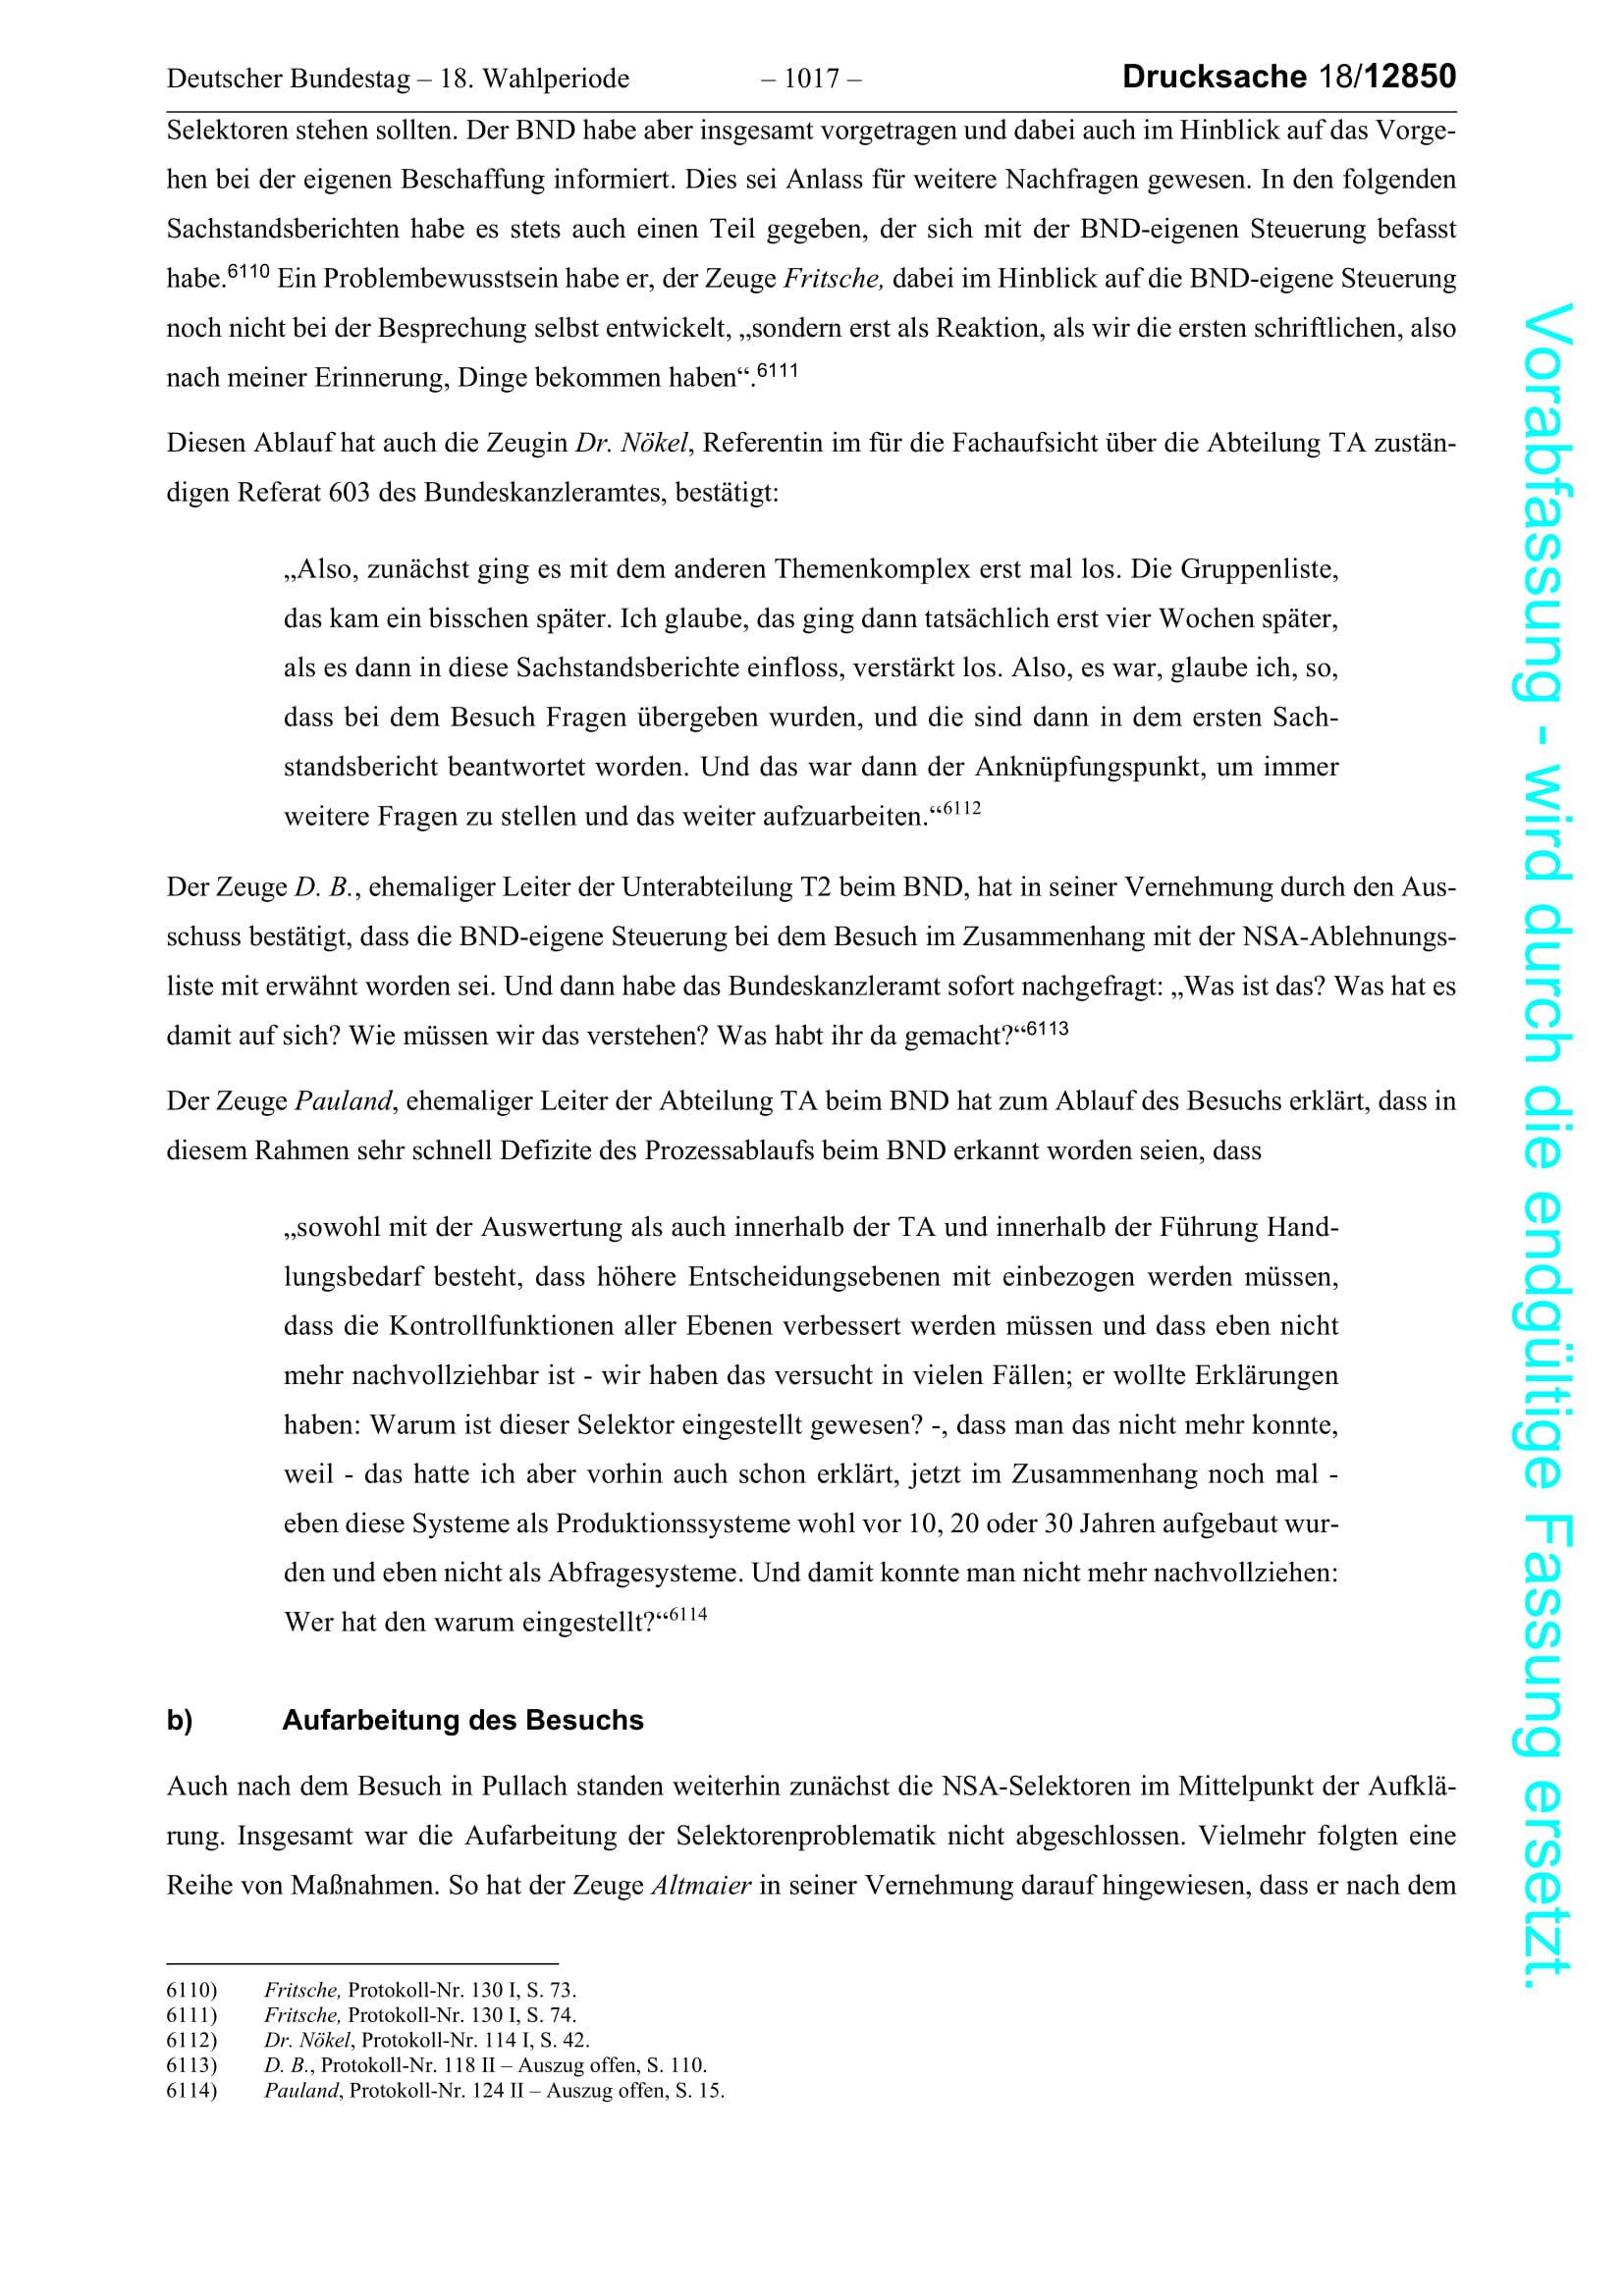 Deutscher Bundestag – 18. Wahlperiode – 1017 – Drucksache 18/12850
Selektoren stehen sollten. Der BND habe aber insgesamt vorgetragen und dabei auch im Hinblick auf das Vorge-
hen bei der eigenen Beschaffung informiert. Dies sei Anlass für weitere Nachfragen gewesen. In den folgenden
Sachstandsberichten habe es stets auch einen Teil gegeben, der sich mit der BND-eigenen Steuerung befasst
habe.6110 Ein Problembewusstsein habe er, der Zeuge Fritsche, dabei im Hinblick auf die BND-eigene Steuerung
noch nicht bei der Besprechung selbst entwickelt, „sondern erst als Reaktion, als wir die ersten schriftlichen, also
nach meiner Erinnerung, Dinge bekommen haben“.6111
Diesen Ablauf hat auch die Zeugin Dr. Nökel, Referentin im für die Fachaufsicht über die Abteilung TA zustän-
digen Referat 603 des Bundeskanzleramtes, bestätigt:
„Also, zunächst ging es mit dem anderen Themenkomplex erst mal los. Die Gruppenliste,
das kam ein bisschen später. Ich glaube, das ging dann tatsächlich erst vier Wochen später,
als es dann in diese Sachstandsberichte einfloss, verstärkt los. Also, es war, glaube ich, so,
dass bei dem Besuch Fragen übergeben wurden, und die sind dann in dem ersten Sach-
standsbericht beantwortet worden. Und das war dann der Anknüpfungspunkt, um immer
weitere Fragen zu stellen und das weiter aufzuarbeiten.“6112
Der Zeuge D. B., ehemaliger Leiter der Unterabteilung T2 beim BND, hat in seiner Vernehmung durch den Aus-
schuss bestätigt, dass die BND-eigene Steuerung bei dem Besuch im Zusammenhang mit der NSA-Ablehnungs-
liste mit erwähnt worden sei. Und dann habe das Bundeskanzleramt sofort nachgefragt: „Was ist das? Was hat es
damit auf sich? Wie müssen wir das verstehen? Was habt ihr da gemacht?“6113
Der Zeuge Pauland, ehemaliger Leiter der Abteilung TA beim BND hat zum Ablauf des Besuchs erklärt, dass in
diesem Rahmen sehr schnell Defizite des Prozessablaufs beim BND erkannt worden seien, dass
„sowohl mit der Auswertung als auch innerhalb der TA und innerhalb der Führung Hand-
lungsbedarf besteht, dass höhere Entscheidungsebenen mit einbezogen werden müssen,
dass die Kontrollfunktionen aller Ebenen verbessert werden müssen und dass eben nicht
mehr nachvollziehbar ist - wir haben das versucht in vielen Fällen; er wollte Erklärungen
haben: Warum ist dieser Selektor eingestellt gewesen? -, dass man das nicht mehr konnte,
weil - das hatte ich aber vorhin auch schon erklärt, jetzt im Zusammenhang noch mal -
eben diese Systeme als Produktionssysteme wohl vor 10, 20 oder 30 Jahren aufgebaut wur-
den und eben nicht als Abfragesysteme. Und damit konnte man nicht mehr nachvollziehen:
Wer hat den warum eingestellt?“6114
b) Aufarbeitung des Besuchs
Auch nach dem Besuch in Pullach standen weiterhin zunächst die NSA-Selektoren im Mittelpunkt der Aufklä-
rung. Insgesamt war die Aufarbeitung der Selektorenproblematik nicht abgeschlossen. Vielmehr folgten eine
Reihe von Maßnahmen. So hat der Zeuge Altmaier in seiner Vernehmung darauf hingewiesen, dass er nach dem
6110) Fritsche, Protokoll-Nr. 130 I, S. 73.
6111) Fritsche, Protokoll-Nr. 130 I, S. 74.
6112) Dr. Nökel, Protokoll-Nr. 114 I, S. 42.
6113) D. B., Protokoll-Nr. 118 II – Auszug offen, S. 110.
6114) Pauland, Protokoll-Nr. 124 II – Auszug offen, S. 15.
Vorabfassung - wird durch die endgültige Fassung ersetzt.